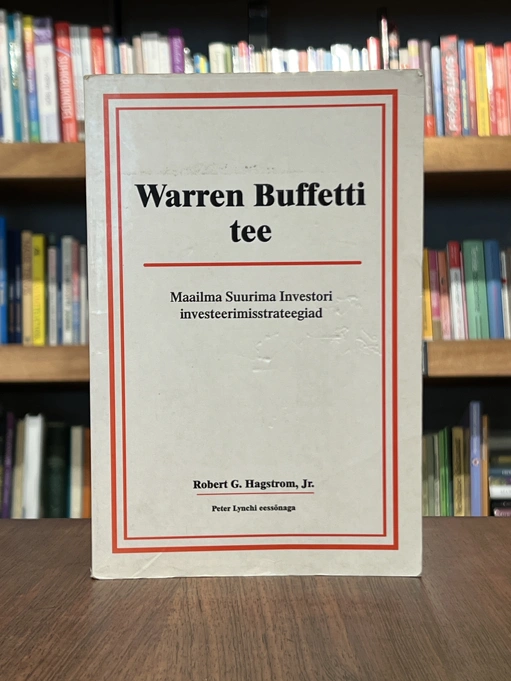 Warren Buffetti
tee
Maailma Suurima Investori
investeerimisstrateegiad
Robert G. Hagstrom, Jr.
Peter Lynchi eessõnaga